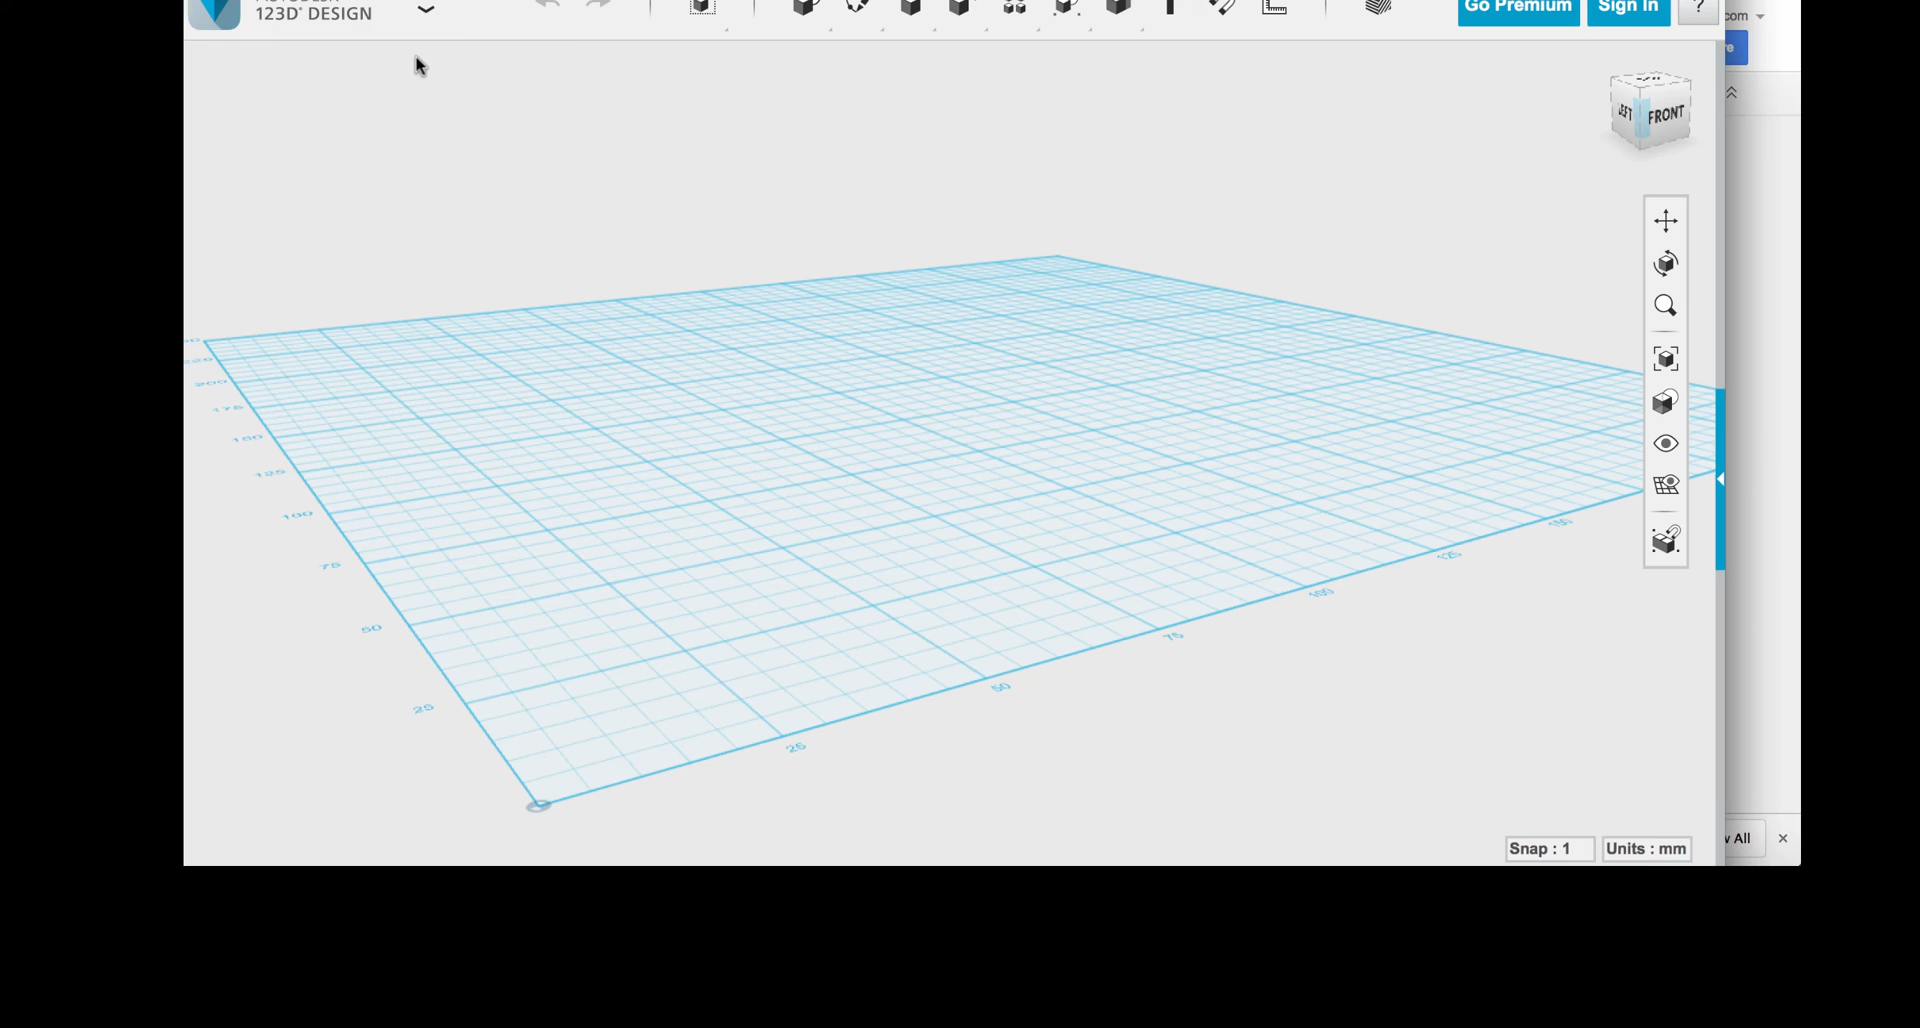 123D® DESIGN
Go Premium
Sign In
?
com
LEFT
FRONT
220
200
175
150
125
100
75
50
25
25
50
75
100
125
150
Snap : 1
Units : mm
All